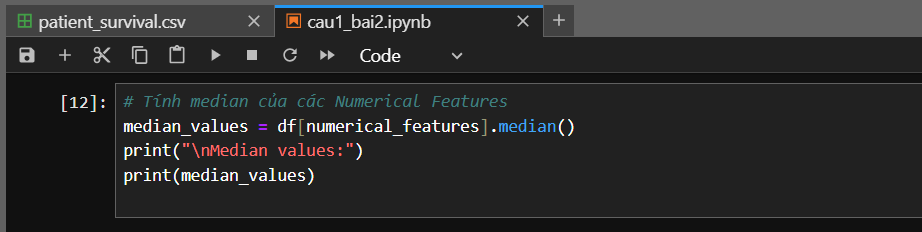 patient_survival.csv
cau1_bai2.ipynb
Code
[12]:
# Tính median của các Numerical Features
median_values = df[numerical_features].median()
print("\nMedian values:")
print(median_values)